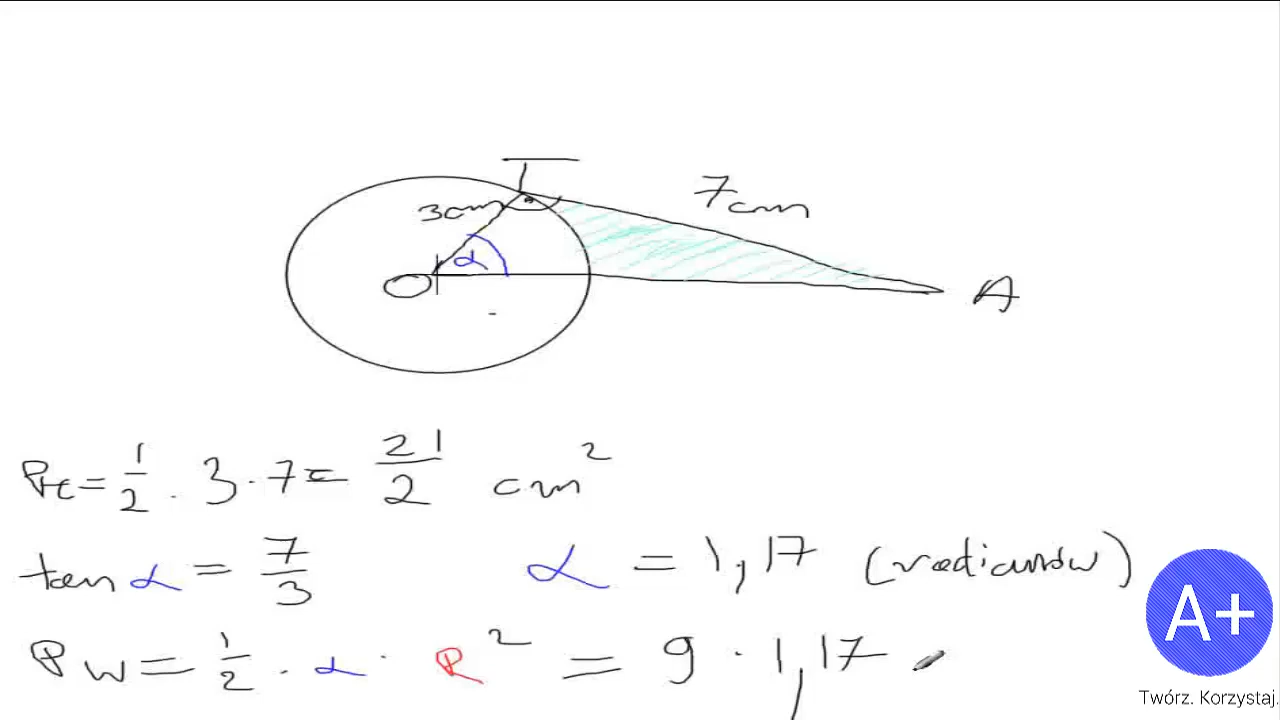 T
3cm
7cm
α
O
A
Pt = 1/2 · 3 · 7 = 21/2 cm²
tan α = 7/3 α = 1,17 (radianów)
Pw = 1/2 · α · R² = 9 · 1,17
A+
Twórz. Korzystaj.